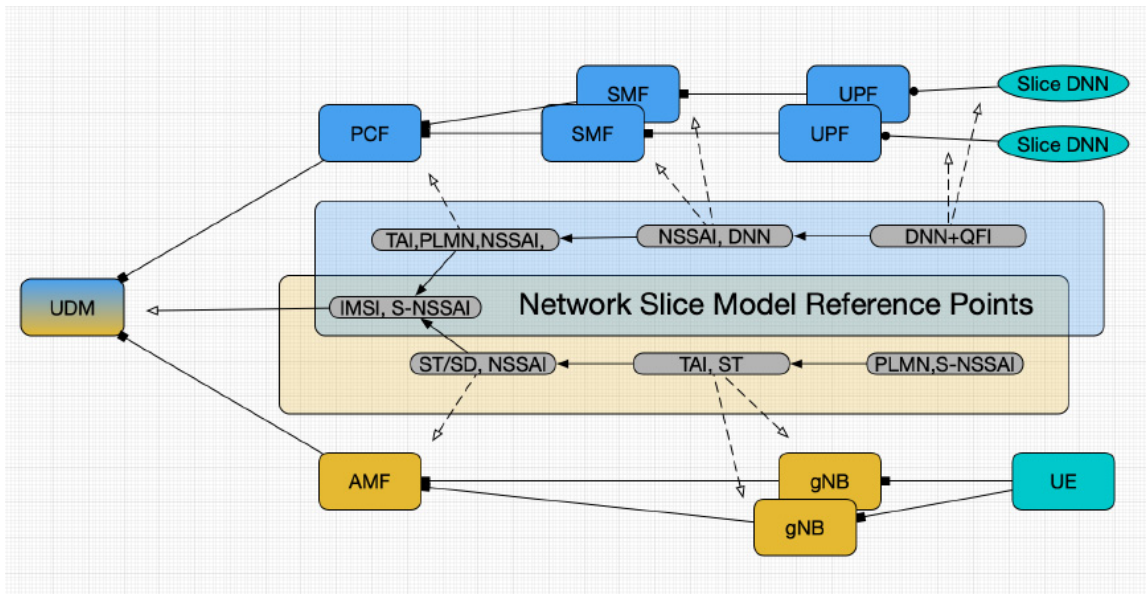 SMF
UPF
Slice DNN
PCF
SMF
UPF
Slice DNN
TAI,PLMN,NSSAI,
NSSAI, DNN
DNN+QFI
UDM
IMSI, S-NSSAI
Network Slice Model Reference Points
ST/SD, NSSAI
TAI, ST
PLMN,S-NSSAI
AMF
gNB
UE
gNB